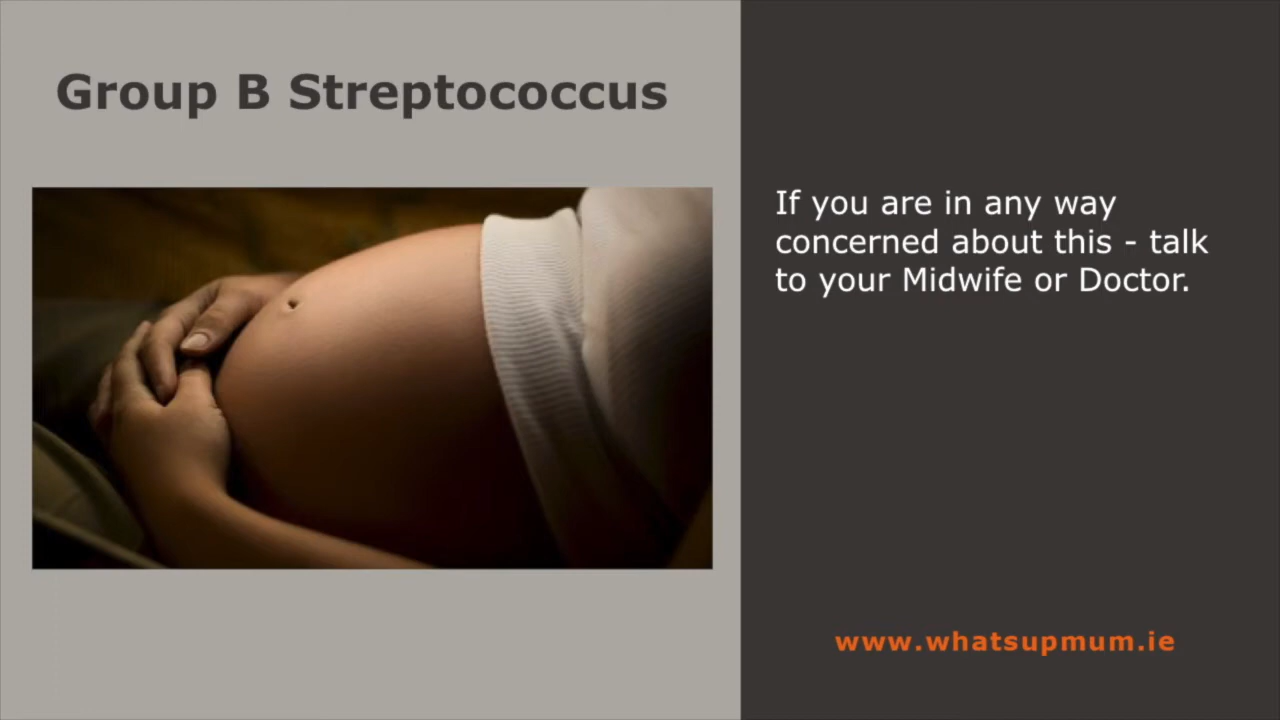 Group B Streptococcus
If you are in any way
concerned about this - talk
to your Midwife or Doctor.
www.whatsupmum.ie